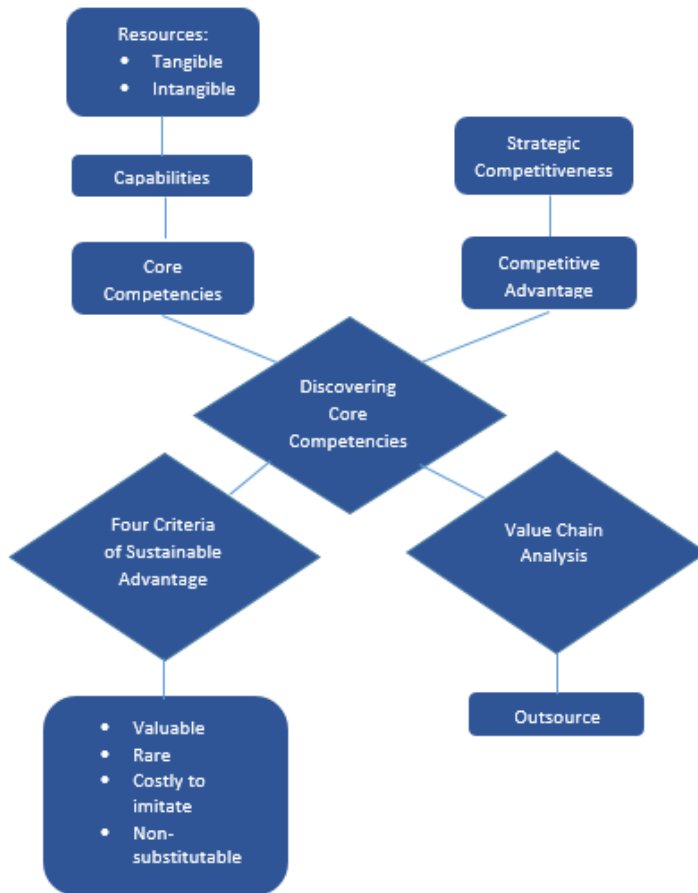 Resources:
• Tangible
• Intangible
Capabilities
Core
Competencies
Strategic
Competitiveness
Competitive
Advantage
Discovering
Core
Competencies
Four Criteria
of Sustainable
Advantage
Value Chain
Analysis
• Valuable
• Rare
• Costly to
imitate
• Non-
substitutable
Outsource